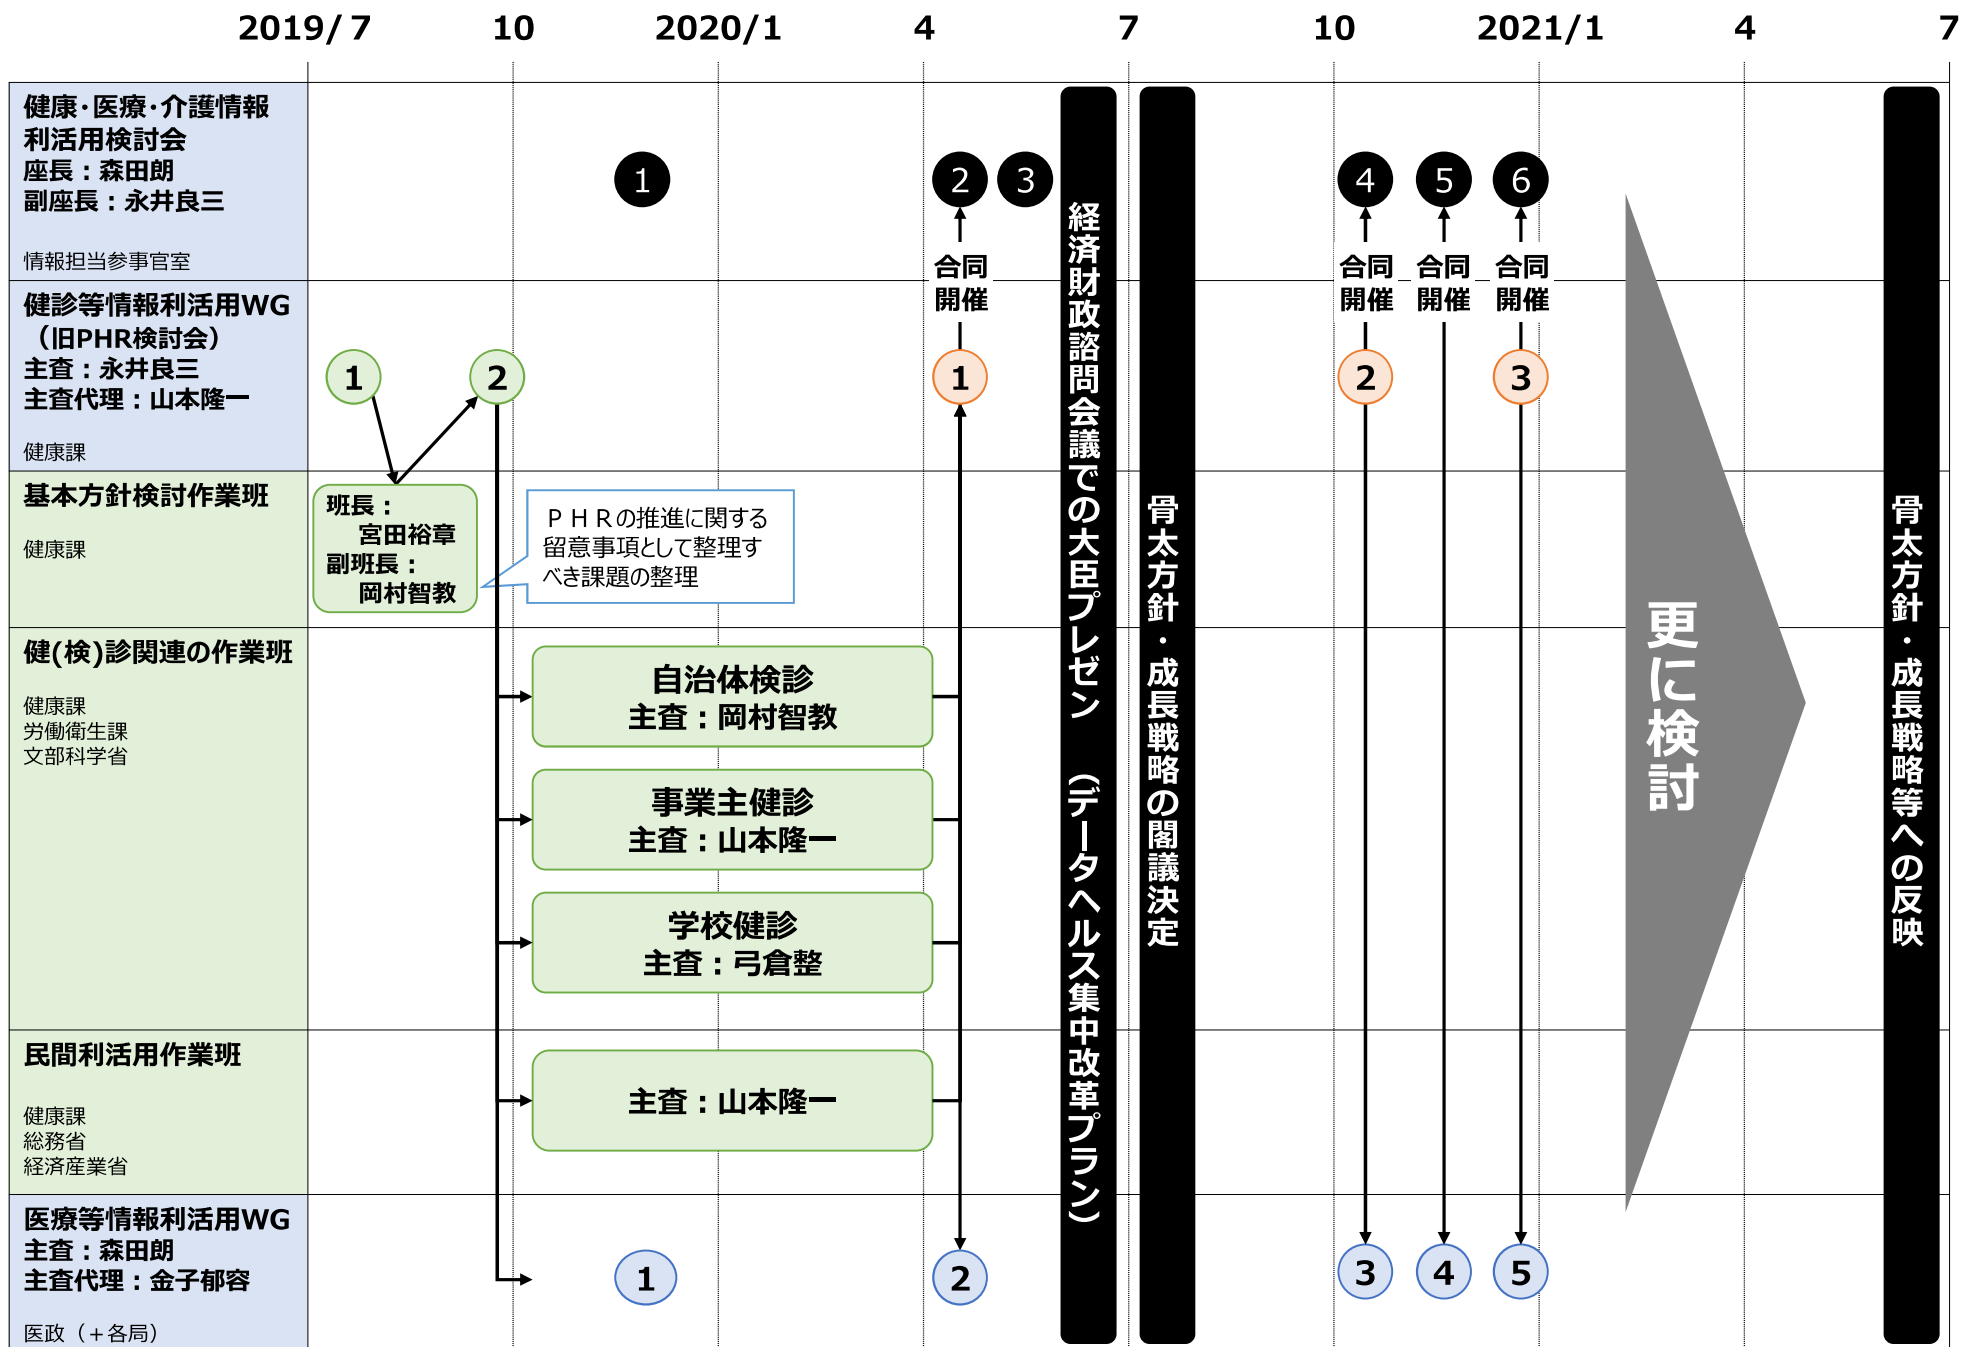 2019/ 7
10
2020/1
4
7
10
2021/1
4
7
健康･医療･介護情報
利活用検討会
座長：森田朗
副座長：永井良三
情報担当参事官室
1
2
3
4
5
6
合同
開催
合同
開催
合同
開催
合同
開催
健診等情報利活用WG
（旧PHR検討会）
主査：永井良三
主査代理：山本隆一
健康課
1
2
1
2
3
基本方針検討作業班
健康課
班長：
宮田裕章
副班長：
岡村智教
ＰＨＲの推進に関する
留意事項として整理す
べき課題の整理
健(検)診関連の作業班
健康課
労働衛生課
文部科学省
自治体検診
主査：岡村智教
事業主健診
主査：山本隆一
学校健診
主査：弓倉整
民間利活用作業班
健康課
総務省
経済産業省
主査：山本隆一
医療等情報利活用WG
主査：森田朗
主査代理：金子郁容
医政（＋各局）
1
2
3
4
5
経済財政諮問会議での大臣プレゼン　（データヘルス集中改革プラン）
骨太方針・成長戦略の閣議決定
更に検討
骨太方針・成長戦略等への反映